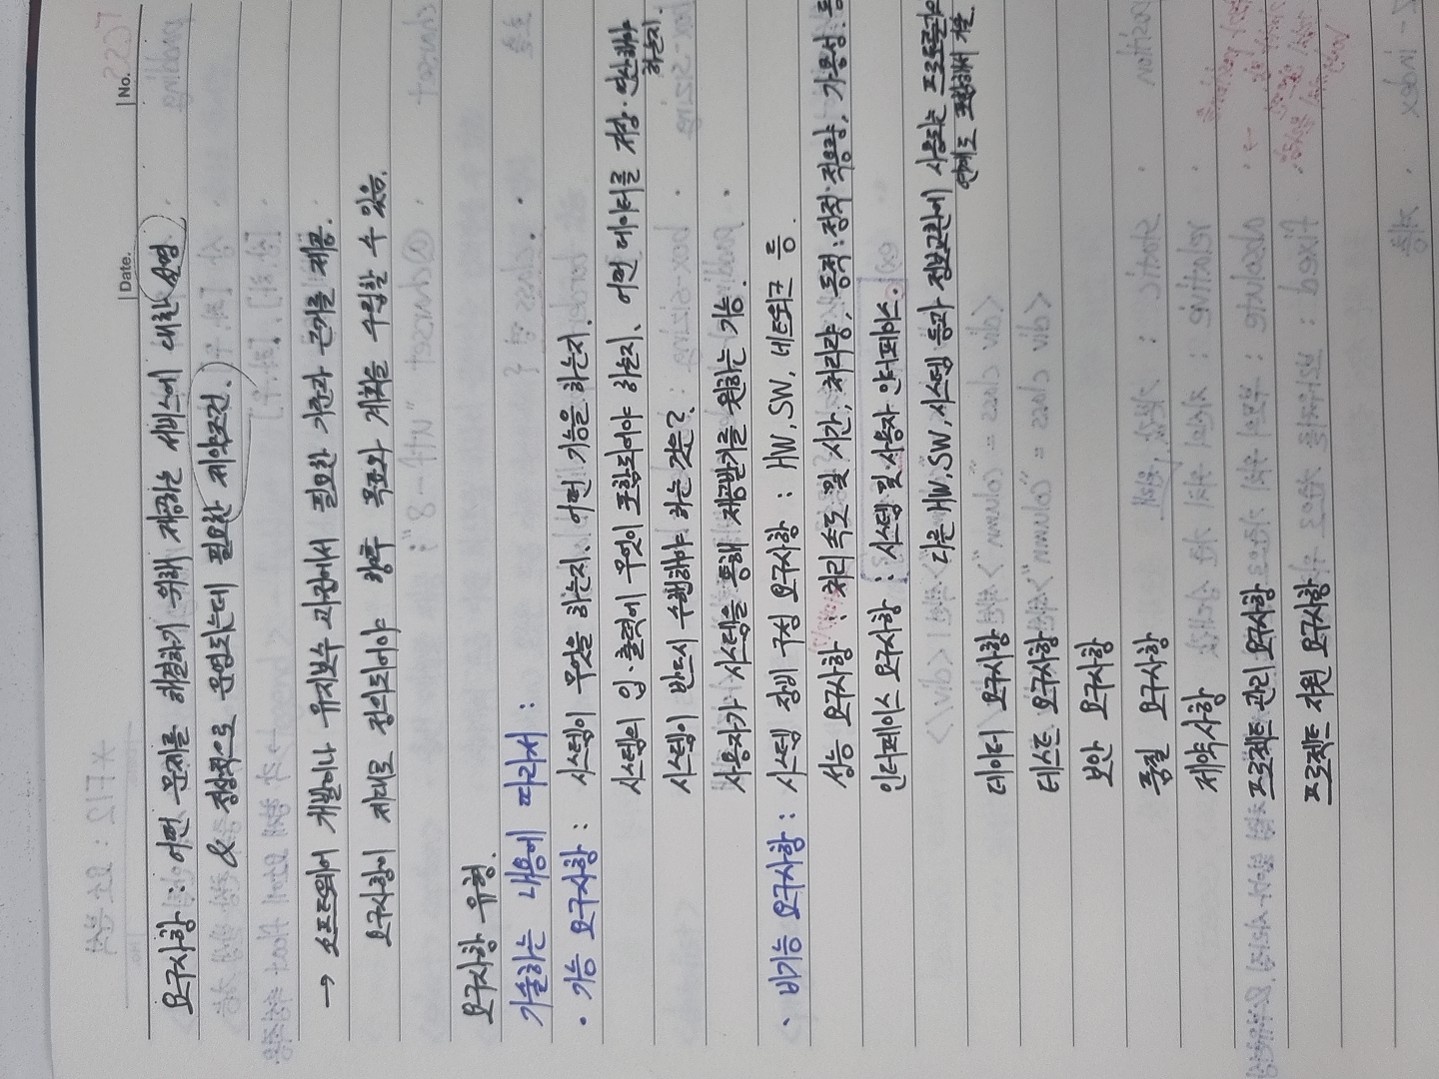 Date. No.
요구사항 : 어떤 문제를 해결하기 위해 제공하는 서비스에 대한 설명
& 정상적으로 운영되는데 필요한 제약조건.
→ 소프트웨어 개발이나 유지보수 과정에서 필요한 기준과 근거를 제공.
요구사항이 제대로 정의되어야 향후 목표와 계획을 수립할 수 있음.
요구사항 유형.
기술하는 내용에 따라서 :
· 기능 요구사항 : 시스템이 무엇을 하는지. 어떤 기능을 하는지.
시스템의 입·출력에 무엇이 포함되어야 하는지, 어떤 데이터를 저장·연산해야
하는지.
시스템이 반드시 수행해야 하는 것은?
사용자가 시스템을 통해 제공받기를 원하는 기능.
· 비기능 요구사항 : 시스템 장비 구성 요구사항 : HW, SW, 네트워크 등
성능 요구사항 : 처리 속도 및 시간, 처리량, 동적·정적·적용량, 가용성. 등
인터페이스 요구사항 : 시스템 및 사용자 인터페이스.
다른 HW, SW, 시스템 등과 정보교환에 사용되는 프로토콜과의
연계도 포함해서 기술.
데이터 요구사항
테스트 요구사항
보안 요구사항
품질 요구사항
제약사항
프로젝트 관리 요구사항
프로젝트 지원 요구사항